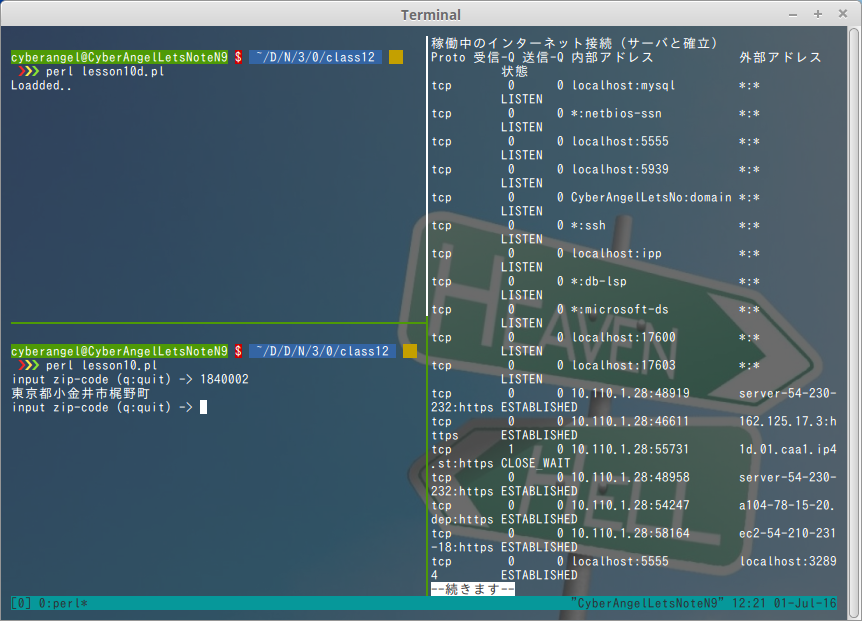 Terminal
cyberangel@CyberAngelLetsNoteN9 $ ~/D/N/3/0/class12
>>> perl lesson10d.pl
Loadded..
cyberangel@CyberAngelLetsNoteN9 $ ~/D/D/N/3/0/class12
>>> perl lesson10.pl
input zip-code (q:quit) -> 1840002
東京都小金井市梶野町
input zip-code (q:quit) ->
稼働中のインターネット接続 (サーバと確立)
Proto 受信-Q 送信-Q 内部アドレス 外部アドレス
状態
tcp 0 0 localhost:mysql *:*
LISTEN
tcp 0 0 *:netbios-ssn *:*
LISTEN
tcp 0 0 localhost:5555 *:*
LISTEN
tcp 0 0 localhost:5939 *:*
LISTEN
tcp 0 0 CyberAngelLetsNo:domain *:*
LISTEN
tcp 0 0 *:ssh *:*
LISTEN
tcp 0 0 localhost:ipp *:*
LISTEN
tcp 0 0 *:db-lsp *:*
LISTEN
tcp 0 0 *:microsoft-ds *:*
LISTEN
tcp 0 0 localhost:17600 *:*
LISTEN
tcp 0 0 localhost:17603 *:*
LISTEN
tcp 0 0 10.110.1.28:48919 server-54-230-
232:https ESTABLISHED
tcp 0 0 10.110.1.28:46611 162.125.17.3:h
ttps ESTABLISHED
tcp 1 0 10.110.1.28:55731 1d.01.caa1.ip4
.st:https CLOSE_WAIT
tcp 0 0 10.110.1.28:48958 server-54-230-
232:https ESTABLISHED
tcp 0 0 10.110.1.28:54247 a104-78-15-20.
dep:https ESTABLISHED
tcp 0 0 10.110.1.28:58164 ec2-54-210-231
-18:https ESTABLISHED
tcp 0 0 localhost:5555 localhost:3289
4 ESTABLISHED
--続きます--
HEAVEN
HELL
[0] 0:perl* "CyberAngelLetsNoteN9" 12:21 01-Jul-16